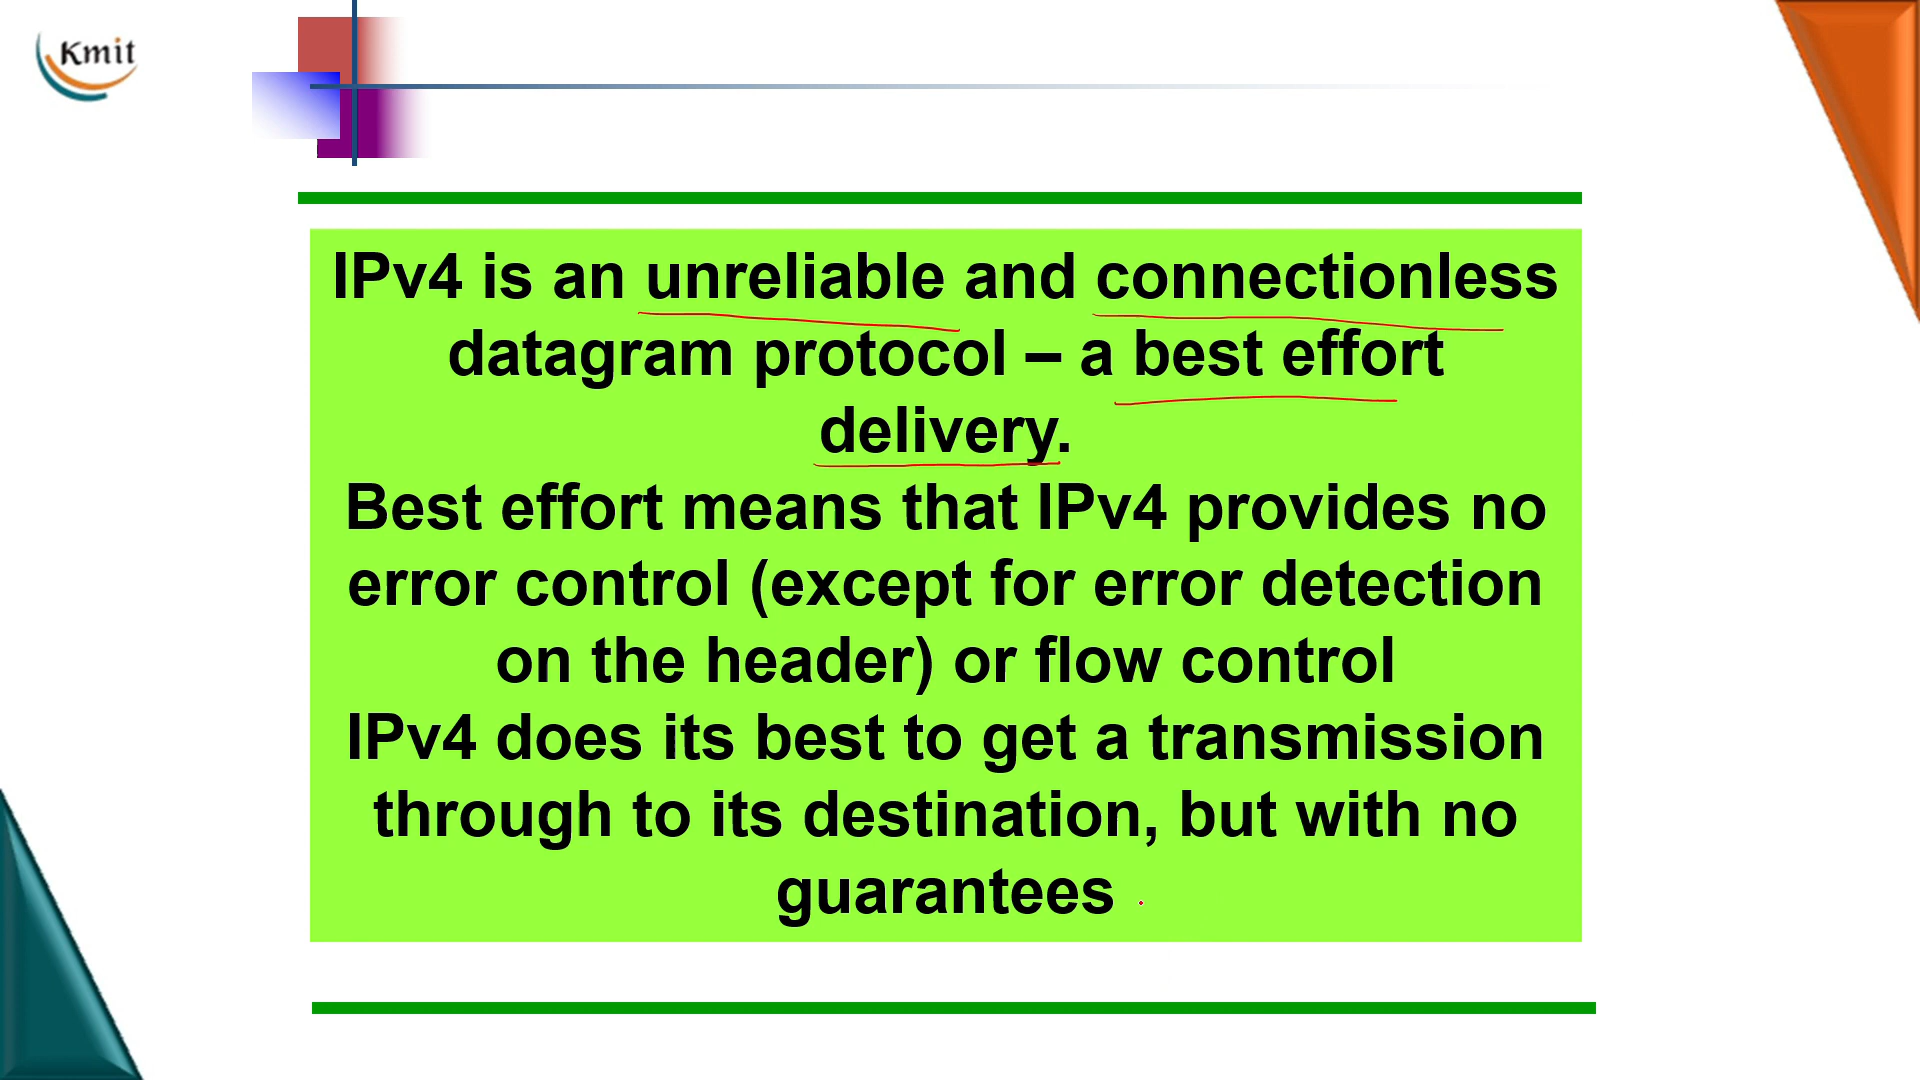 Kmit
IPv4 is an unreliable and connectionless
datagram protocol – a best effort
delivery.
Best effort means that IPv4 provides no
error control (except for error detection
on the header) or flow control
IPv4 does its best to get a transmission
through to its destination, but with no
guarantees